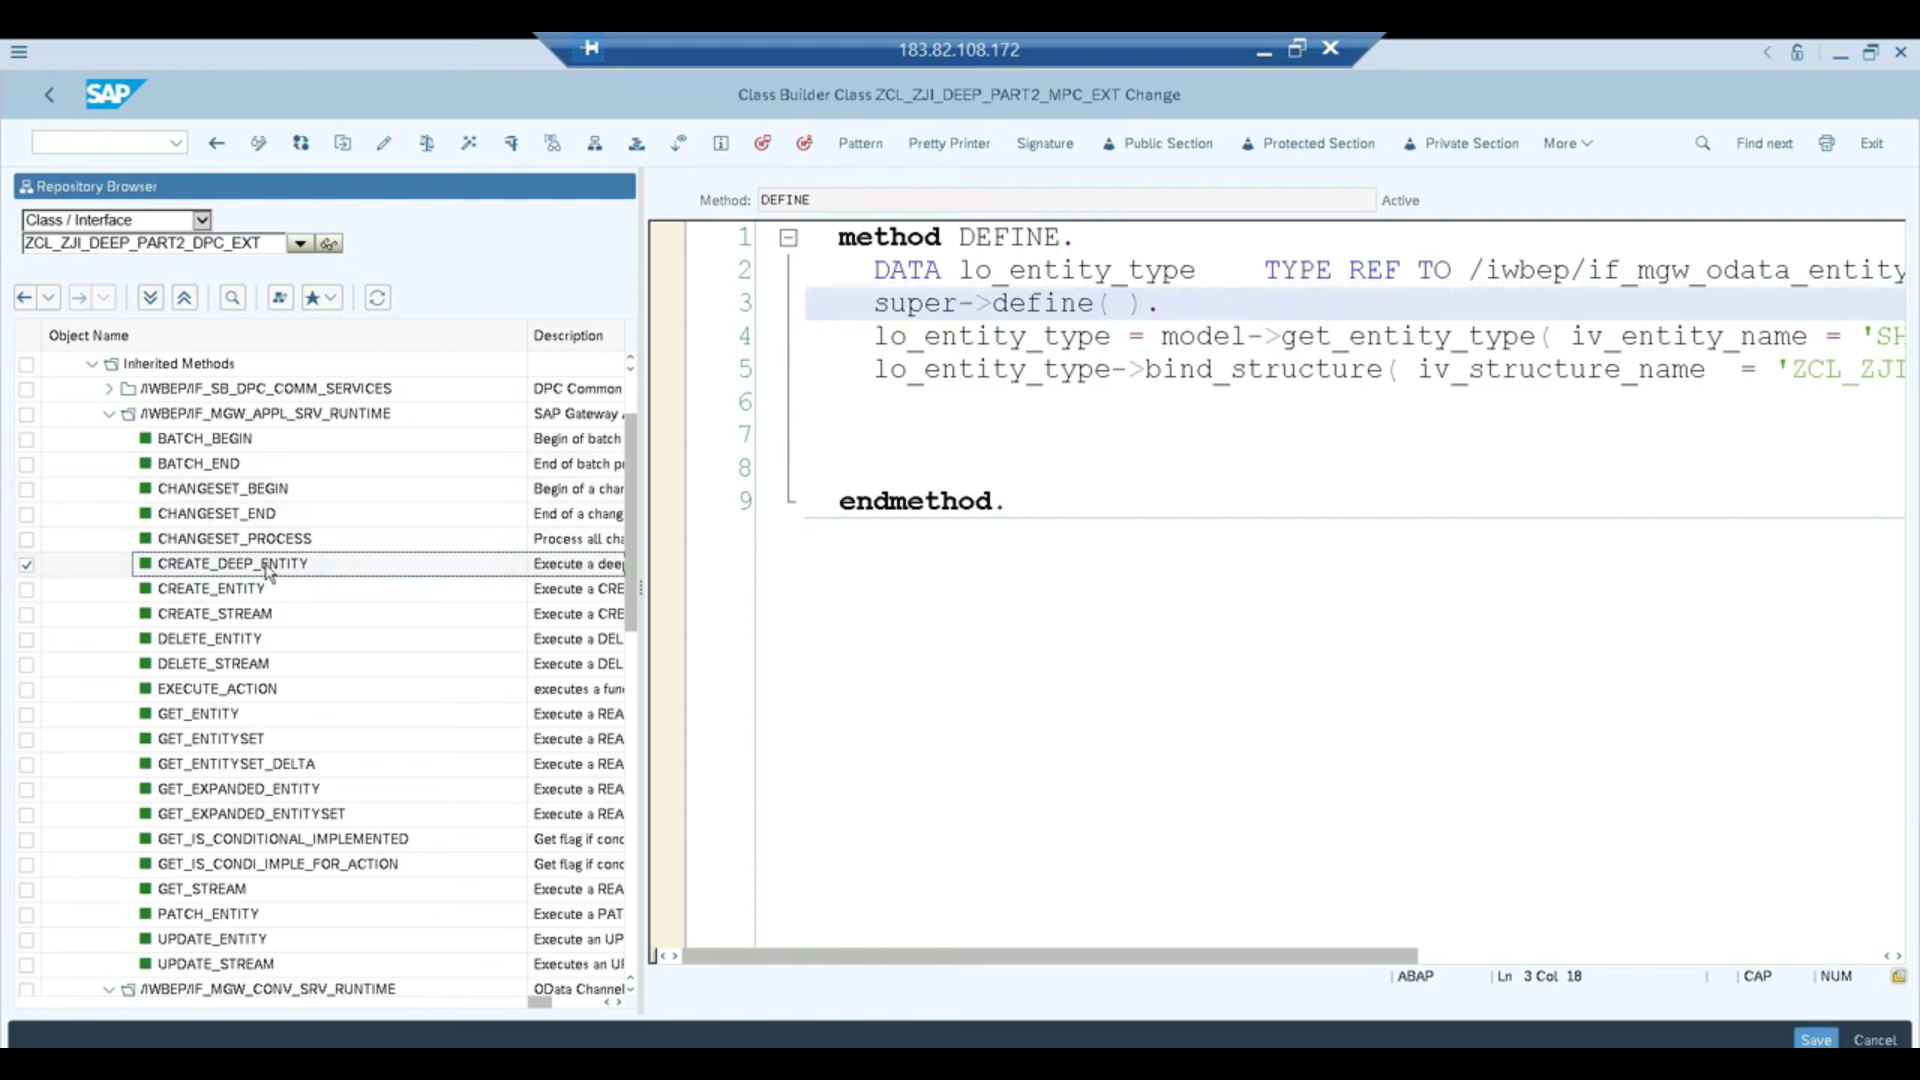 183.82.108.172
SAP
Class Builder Class ZCL_ZJI_DEEP_PART2_MPC_EXT Change
Pattern Pretty Printer Signature Public Section Protected Section Private Section More Find next Exit
Repository Browser
Class / Interface
ZCL_ZJI_DEEP_PART2_DPC_EXT
Object Name Description
Inherited Methods
/IWBEP/IF_SB_DPC_COMM_SERVICES DPC Common
/IWBEP/IF_MGW_APPL_SRV_RUNTIME SAP Gateway
BATCH_BEGIN Begin of batch
BATCH_END End of batch
CHANGESET_BEGIN Begin of a chan
CHANGESET_END End of a chang
CHANGESET_PROCESS Process all cha
CREATE_DEEP_ENTITY Execute a deep
CREATE_ENTITY Execute a CRE
CREATE_STREAM Execute a CRE
DELETE_ENTITY Execute a DEL
DELETE_STREAM Execute a DEL
EXECUTE_ACTION executes a fun
GET_ENTITY Execute a REA
GET_ENTITYSET Execute a REA
GET_ENTITYSET_DELTA Execute a REA
GET_EXPANDED_ENTITY Execute a REA
GET_EXPANDED_ENTITYSET Execute a REA
GET_IS_CONDITIONAL_IMPLEMENTED Get flag if cond
GET_IS_CONDI_IMPLE_FOR_ACTION Get flag if cond
GET_STREAM Execute a REA
PATCH_ENTITY Execute a PAT
UPDATE_ENTITY Execute an UP
UPDATE_STREAM Executes an
/IWBEP/IF_MGW_CONV_SRV_RUNTIME OData Channel
Method: DEFINE Active
1 method DEFINE.
2 DATA lo_entity_type TYPE REF TO /iwbep/if_mgw_odata_entity
3 super->define( ).
4 lo_entity_type = model->get_entity_type( iv_entity_name = 'SH
5 lo_entity_type->bind_structure( iv_structure_name = 'ZCL_ZJI
6
7
8
9 endmethod.
ABAP Ln 3 Col 18 CAP NUM
Save Cancel